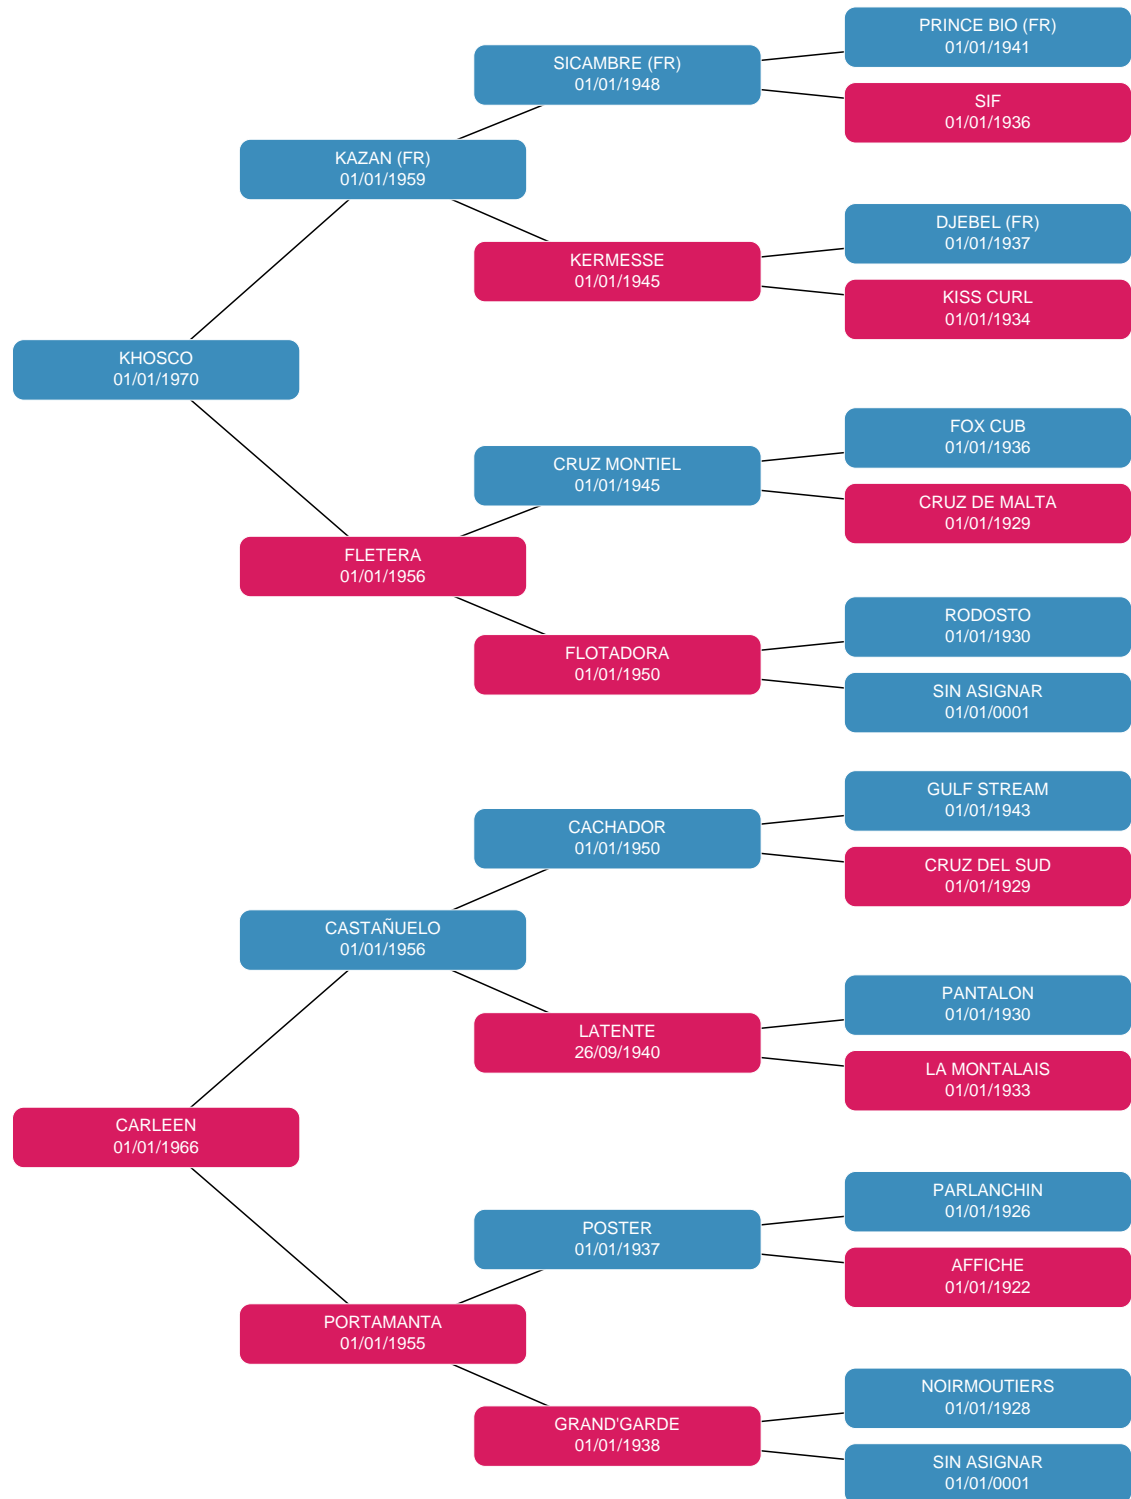 PRINCE BIO (FR)
01/01/1941
SICAMBRE (FR)
01/01/1948
SIF
01/01/1936
KAZAN (FR)
01/01/1959
DJEBEL (FR)
01/01/1937
KERMESSE
01/01/1945
KISS CURL
01/01/1934
KHOSCO
01/01/1970
FOX CUB
01/01/1936
CRUZ MONTIEL
01/01/1945
CRUZ DE MALTA
01/01/1929
FLETERA
01/01/1956
RODOSTO
01/01/1930
FLOTADORA
01/01/1950
SIN ASIGNAR
01/01/0001
GULF STREAM
01/01/1943
CACHADOR
01/01/1950
CRUZ DEL SUD
01/01/1929
CASTAÑUELO
01/01/1956
PANTALON
01/01/1930
LATENTE
26/09/1940
LA MONTALAIS
01/01/1933
CARLEEN
01/01/1966
PARLANCHIN
01/01/1926
POSTER
01/01/1937
AFFICHE
01/01/1922
PORTAMANTA
01/01/1955
NOIRMOUTIERS
01/01/1928
GRAND'GARDE
01/01/1938
SIN ASIGNAR
01/01/0001